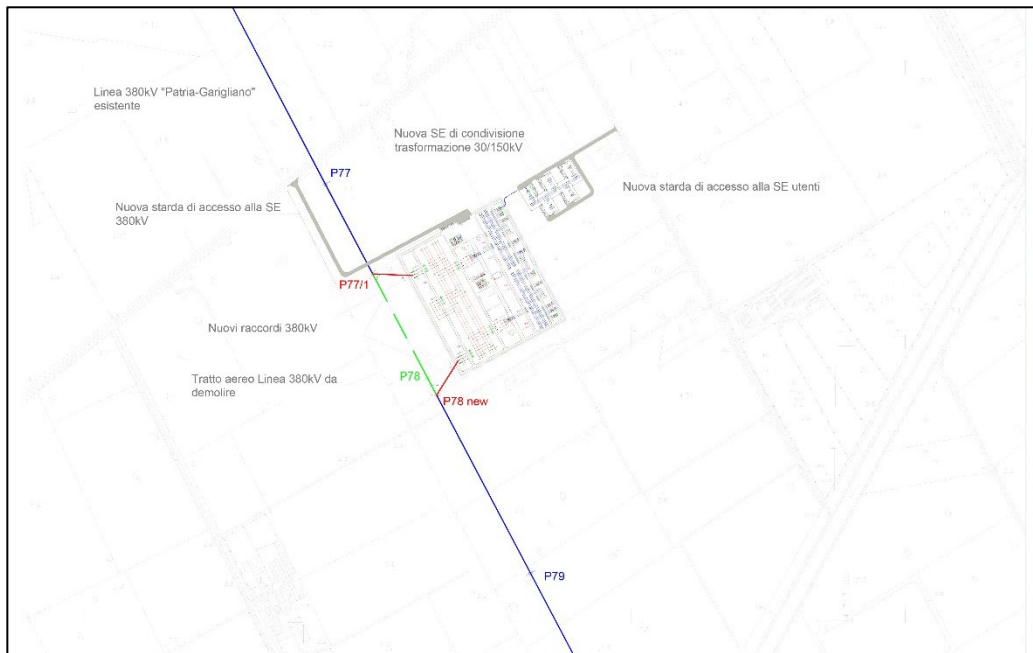 Linea 380kV "Patria-Garigliano"
esistente
Nuova SE di condivisione
trasformazione 30/150kV
P77
Nuova starda di accesso alla SE utenti
Nuova starda di accesso alla SE
380kV
P77/1
Nuovi raccordi 380kV
P78
Tratto aereo Linea 380kV da
demolire
P78 new
P79